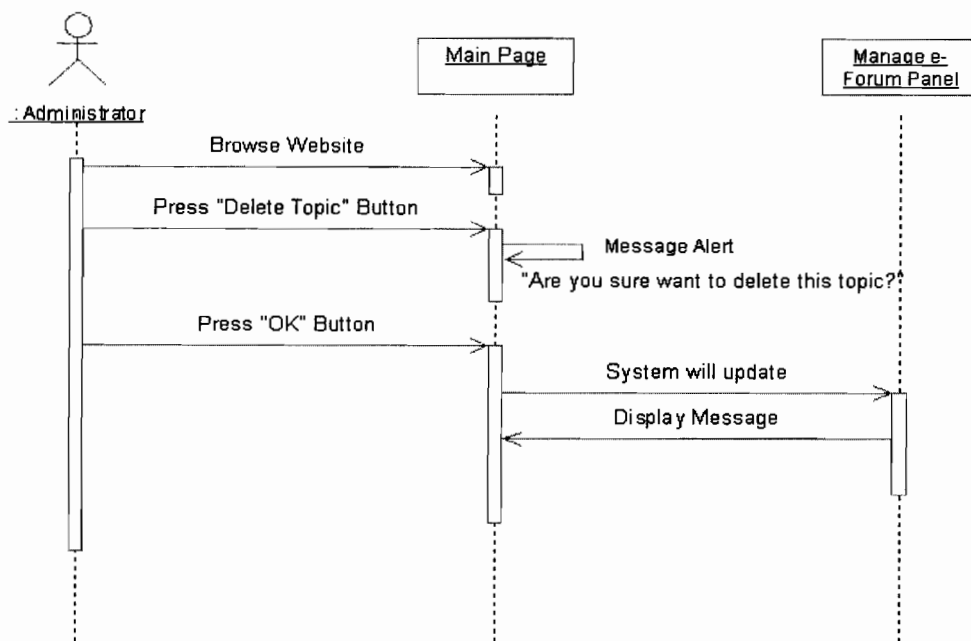 Main Page
Manage e-
Forum Panel
: Administrator
Browse Website
Press "Delete Topic" Button
Message Alert
"Are you sure want to delete this topic?"
Press "OK" Button
System will update
Display Message